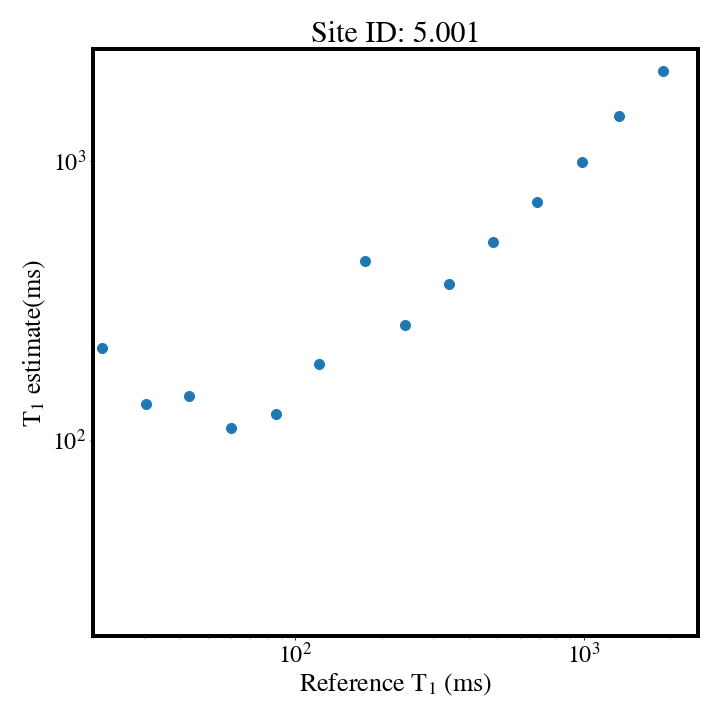 Site ID: 5.001
10³
T₁ estimate(ms)
10²
10² 10³
Reference T₁ (ms)